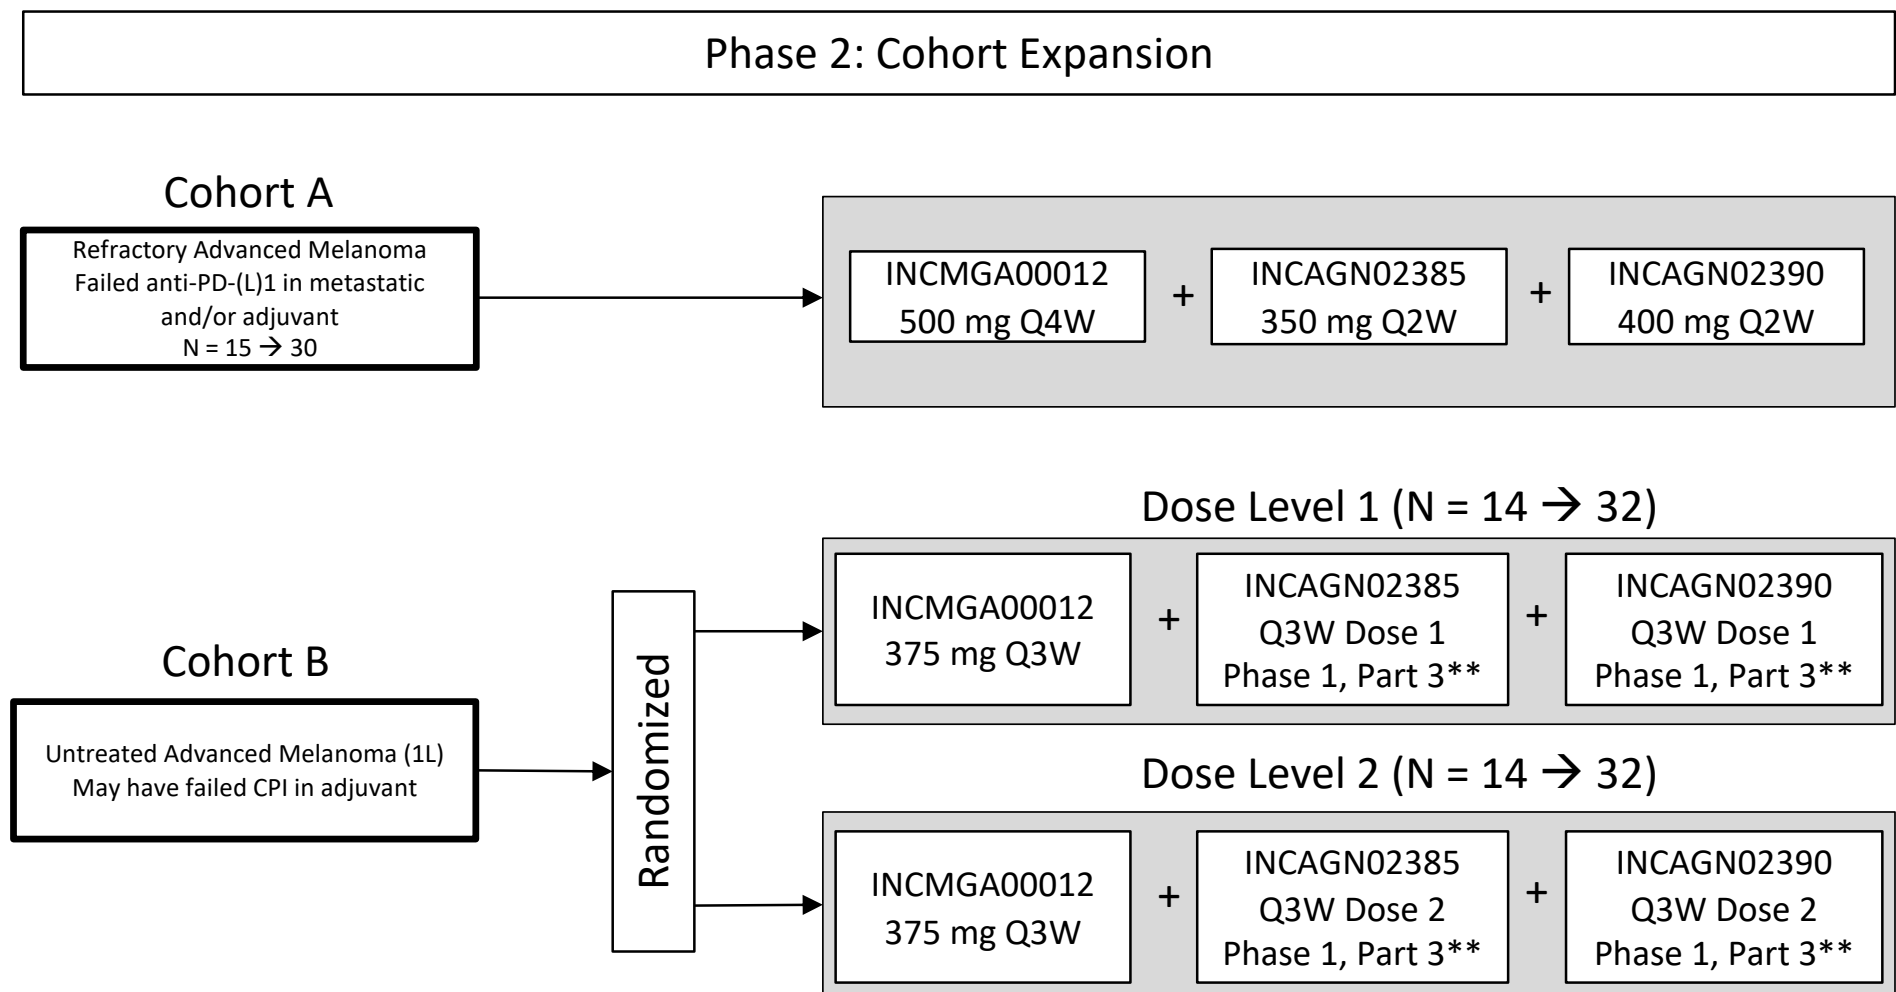 Phase 2: Cohort Expansion
Cohort A
Refractory Advanced Melanoma
Failed anti-PD-(L)1 in metastatic
and/or adjuvant
N = 15 → 30
INCMGA00012
500 mg Q4W
+
INCAGN02385
350 mg Q2W
+
INCAGN02390
400 mg Q2W
Cohort B
Untreated Advanced Melanoma (1L)
May have failed CPI in adjuvant
Randomized
Dose Level 1 (N = 14 → 32)
INCMGA00012
375 mg Q3W
+
INCAGN02385
Q3W Dose 1
Phase 1, Part 3**
+
INCAGN02390
Q3W Dose 1
Phase 1, Part 3**
Dose Level 2 (N = 14 → 32)
INCMGA00012
375 mg Q3W
+
INCAGN02385
Q3W Dose 2
Phase 1, Part 3**
+
INCAGN02390
Q3W Dose 2
Phase 1, Part 3**